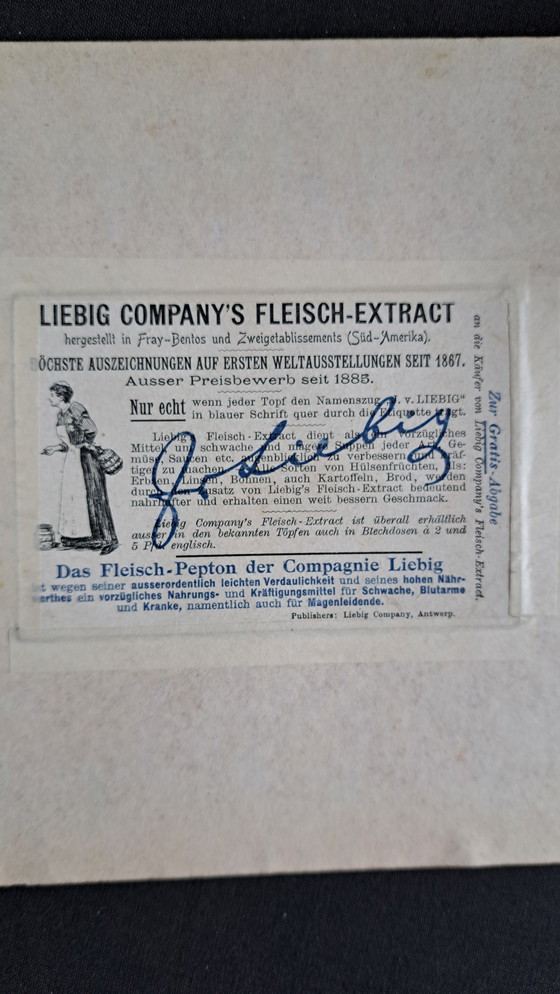 LIEBIG COMPANY'S FLEISCH-EXTRACT
hergestellt in Fray-Bentos und Zweigetablissements (Süd-Amerika).
ÖCHSTE AUSZEICHNUNGEN AUF ERSTEN WELTAUSSTELLUNGEN SEIT 1867.
Ausser Preisbewerb seit 1885.
Nur echt wenn jeder Topf den Namenszug J. v. LIEBIG"
in blauer Schrift quer durch die Etiquette trägt.
Liebig's Fleisch-Extract dient als vorzügliches
Mittel um schwache und magere Suppen jeder Art, Ge-
müse, Saucen etc. augenblicklich zu verbessern und kräf-
tiger zu machen. Sorten von Hülsenfrüchten, als:
Erbsen, Linsen, Bohnen, auch Kartoffeln, Brod, werden
durch Zusatz von Liebig's Fleisch-Extract bedeutend
nahrhafter und erhalten einen weit bessern Geschmack.
Liebig Company's Fleisch-Extract ist überall erhältlich
ausser in den bekannten Töpfen auch in Blechdosen à 2 und
5 Pfd englisch.
J. v. Liebig
Das Fleisch-Pepton der Compagnie Liebig
t wegen seiner ausserordentlich leichten Verdaulichkeit und seines hohen Nähr-
erthes ein vorzügliches Nahrungs- und Kräftigungsmittel für Schwache, Blutarme
und Kranke, namentlich auch für Magenleidende.
Publishers: Liebig Company, Antwerp.
Zur Gratis-Abgabe
an die Käufer von Liebig Company's Fleisch-Extract.